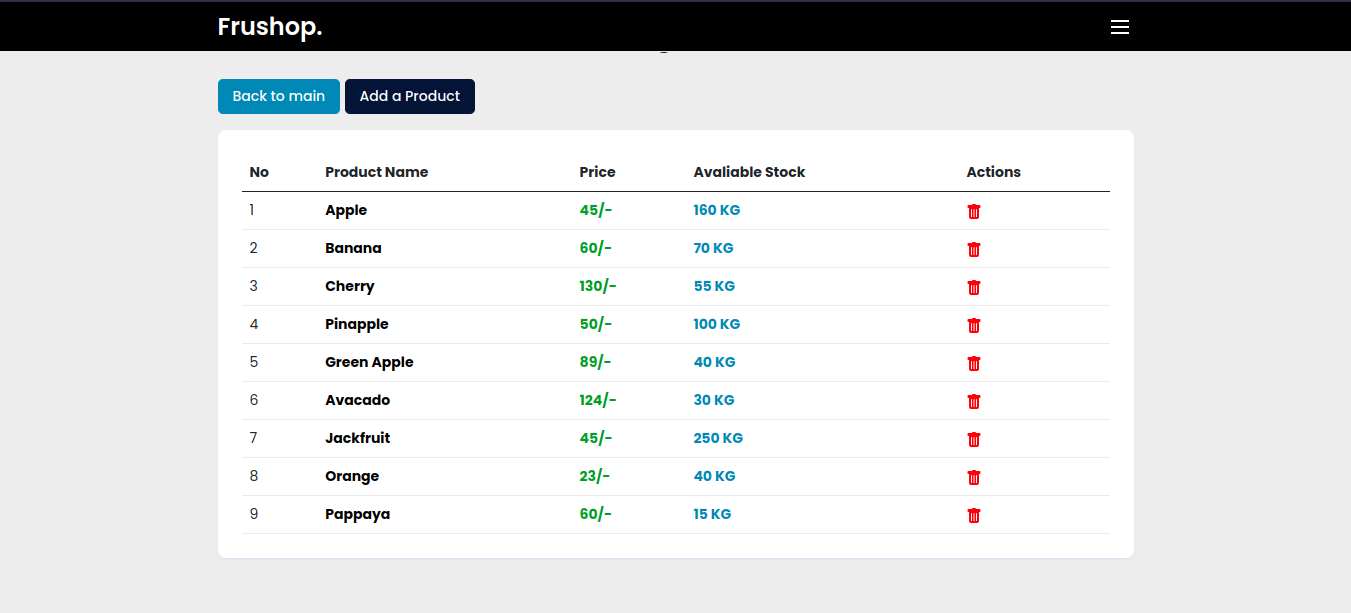 Frushop.
Back to main Add a Product
No Product Name Price Avaliable Stock Actions
1 Apple 45/- 160 KG
2 Banana 60/- 70 KG
3 Cherry 130/- 55 KG
4 Pinapple 50/- 100 KG
5 Green Apple 89/- 40 KG
6 Avacado 124/- 30 KG
7 Jackfruit 45/- 250 KG
8 Orange 23/- 40 KG
9 Pappaya 60/- 15 KG